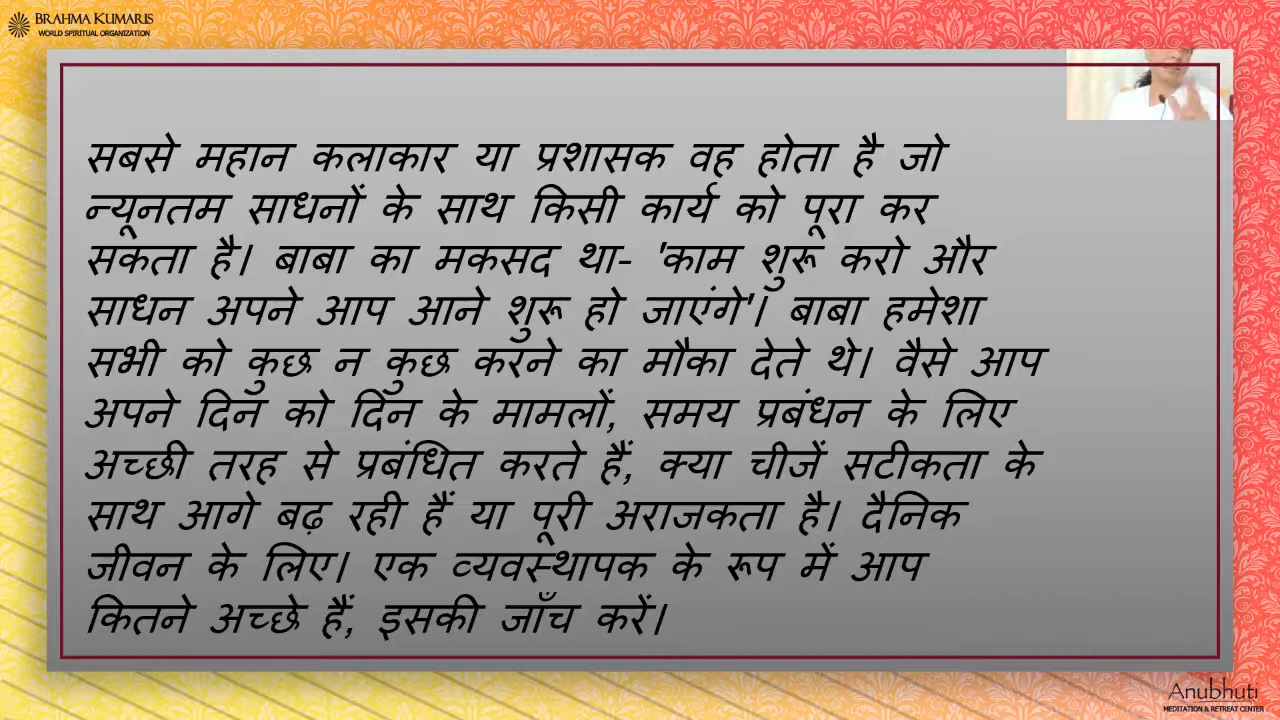 BRAHMA KUMARIS
WORLD SPIRITUAL ORGANIZATION
सबसे महान कलाकार या प्रशासक वह होता है जो
न्यूनतम साधनों के साथ किसी कार्य को पूरा कर
सकता है। बाबा का मकसद था- 'काम शुरू करो और
साधन अपने आप आने शुरू हो जाएंगे'। बाबा हमेशा
सभी को कुछ न कुछ करने का मौका देते थे। वैसे आप
अपने दिन को दिन के मामलों, समय प्रबंधन के लिए
अच्छी तरह से प्रबंधित करते हैं, क्या चीजें सटीकता के
साथ आगे बढ़ रही हैं या पूरी अराजकता है। दैनिक
जीवन के लिए। एक व्यवस्थापक के रूप में आप
कितने अच्छे हैं, इसकी जाँच करें।
Anubhuti
MEDITATION & RETREAT CENTER